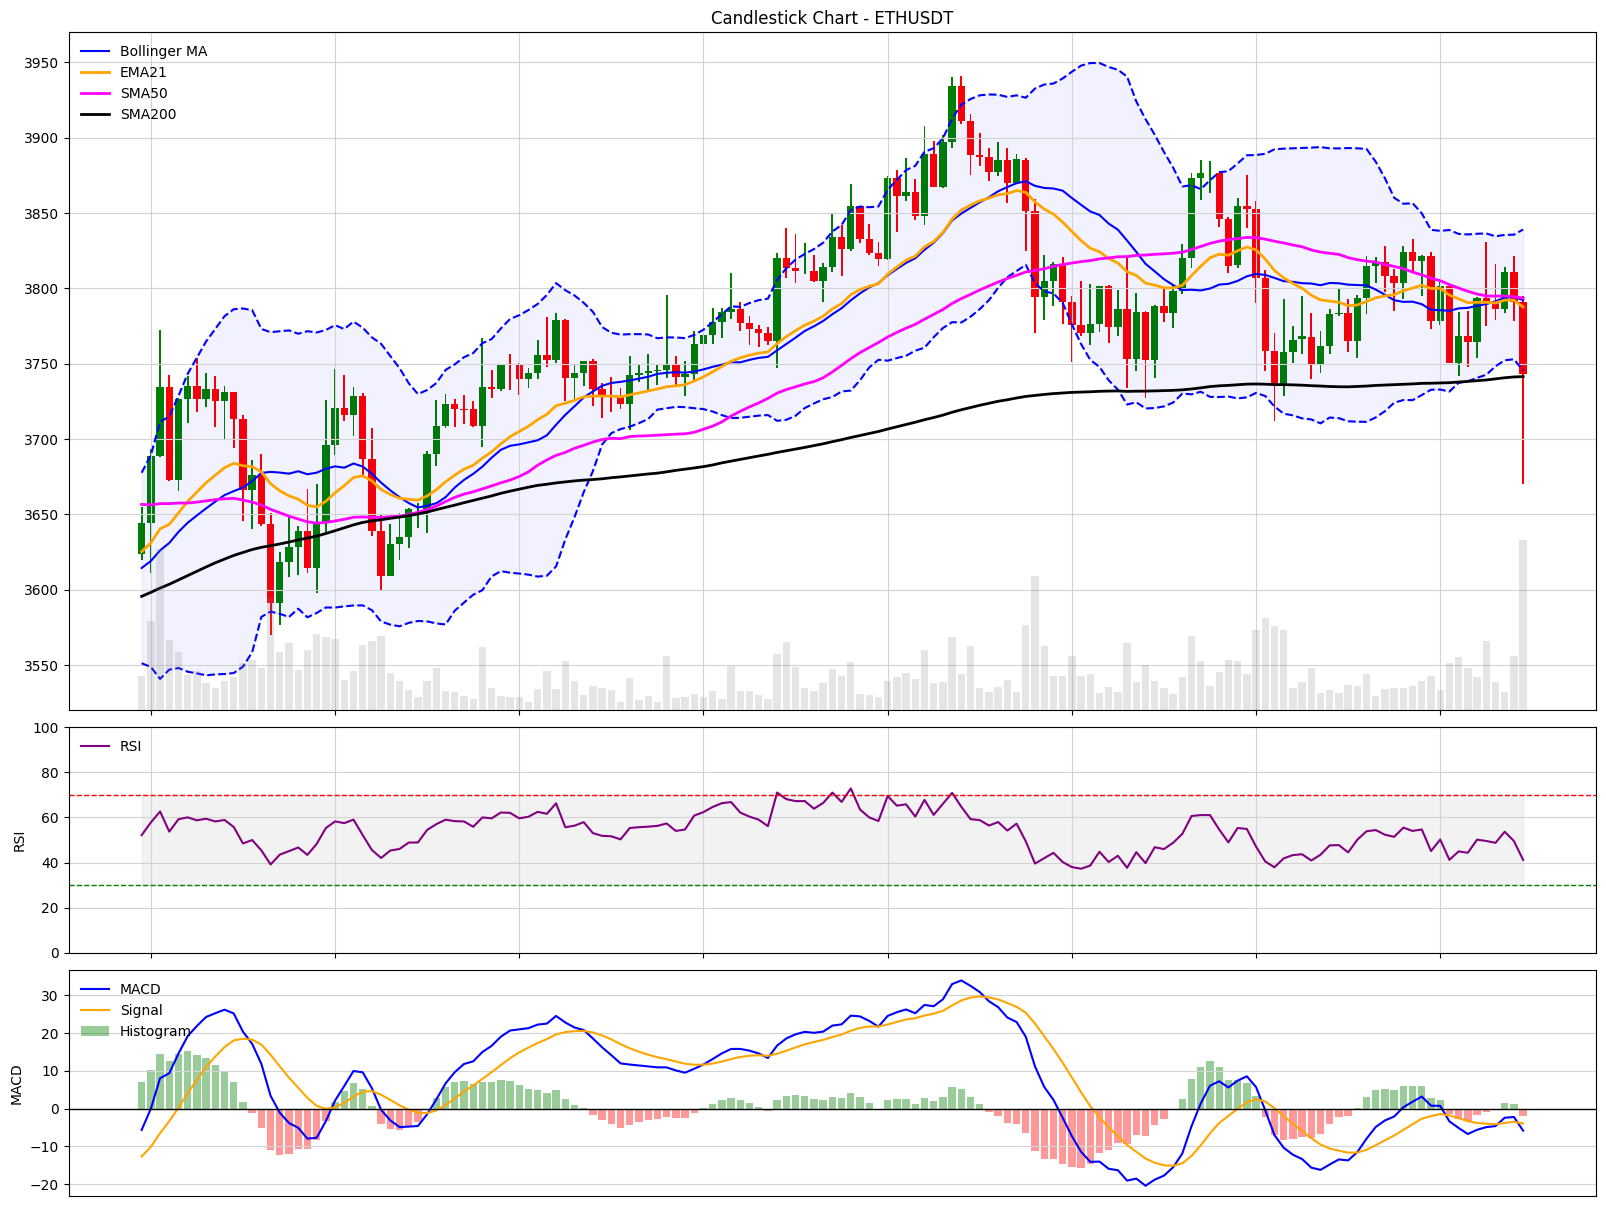 Candlestick Chart - ETHUSDT
Bollinger MA
EMA21
SMA50
SMA200
3950
3900
3850
3800
3750
3700
3650
3600
3550
RSI
RSI
100
80
60
40
20
0
MACD
Signal
Histogram
MACD
30
20
10
0
−10
−20